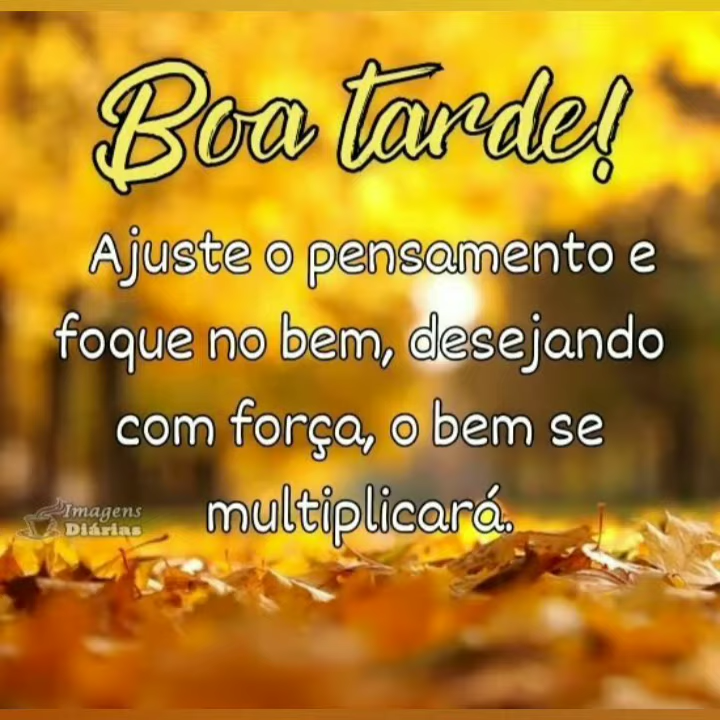 Boa tarde!
Ajuste o pensamento e
foque no bem, desejando
com força, o bem se
multiplicará.
Imagens
Diárias